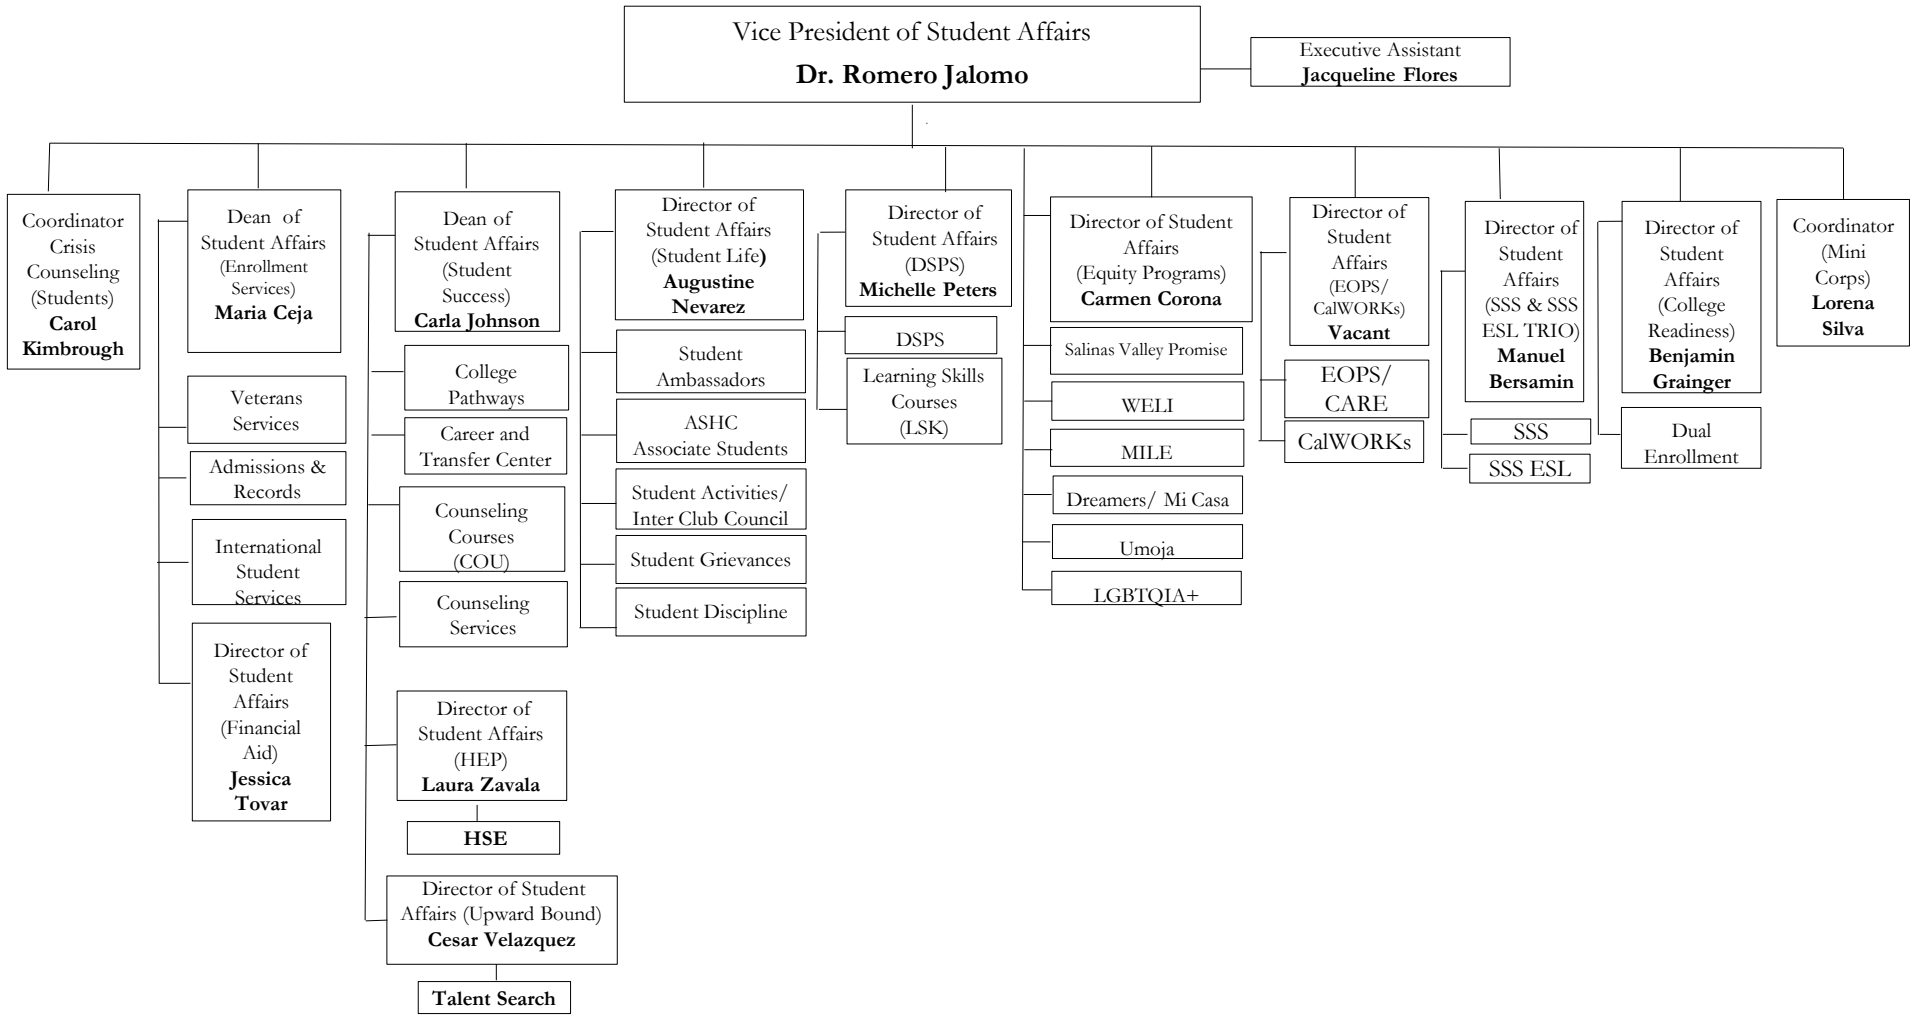 Vice President of Student Affairs
Dr. Romero Jalomo
Executive Assistant
Jacqueline Flores
Coordinator
Crisis
Counseling
(Students)
Carol
Kimbrough
Dean of
Student Affairs
(Enrollment
Services)
Maria Ceja
Veterans
Services
Admissions &
Records
International
Student
Services
Director of
Student
Affairs
(Financial
Aid)
Jessica
Tovar
Dean of
Student Affairs
(Student
Success)
Carla Johnson
College
Pathways
Career and
Transfer Center
Counseling
Courses
(COU)
Counseling
Services
Director of
Student Affairs
(HEP)
Laura Zavala
HSE
Director of Student
Affairs (Upward Bound)
Cesar Velazquez
Talent Search
Director of
Student Affairs
(Student Life)
Augustine
Nevarez
Student
Ambassadors
ASHC
Associate Students
Student Activities/
Inter Club Council
Student Grievances
Student Discipline
Director of
Student Affairs
(DSPS)
Michelle Peters
DSPS
Learning Skills
Courses
(LSK)
Director of Student
Affairs
(Equity Programs)
Carmen Corona
Salinas Valley Promise
WELI
MILE
Dreamers/ Mi Casa
Umoja
LGBTQIA+
Director of
Student
Affairs
(EOPS/
CalWORKs)
Vacant
EOPS/
CARE
CalWORKs
Director of
Student
Affairs
(SSS & SSS
ESL TRIO)
Manuel
Bersamin
SSS
SSS ESL
Director of
Student
Affairs
(College
Readiness)
Benjamin
Grainger
Dual
Enrollment
Coordinator
(Mini
Corps)
Lorena
Silva